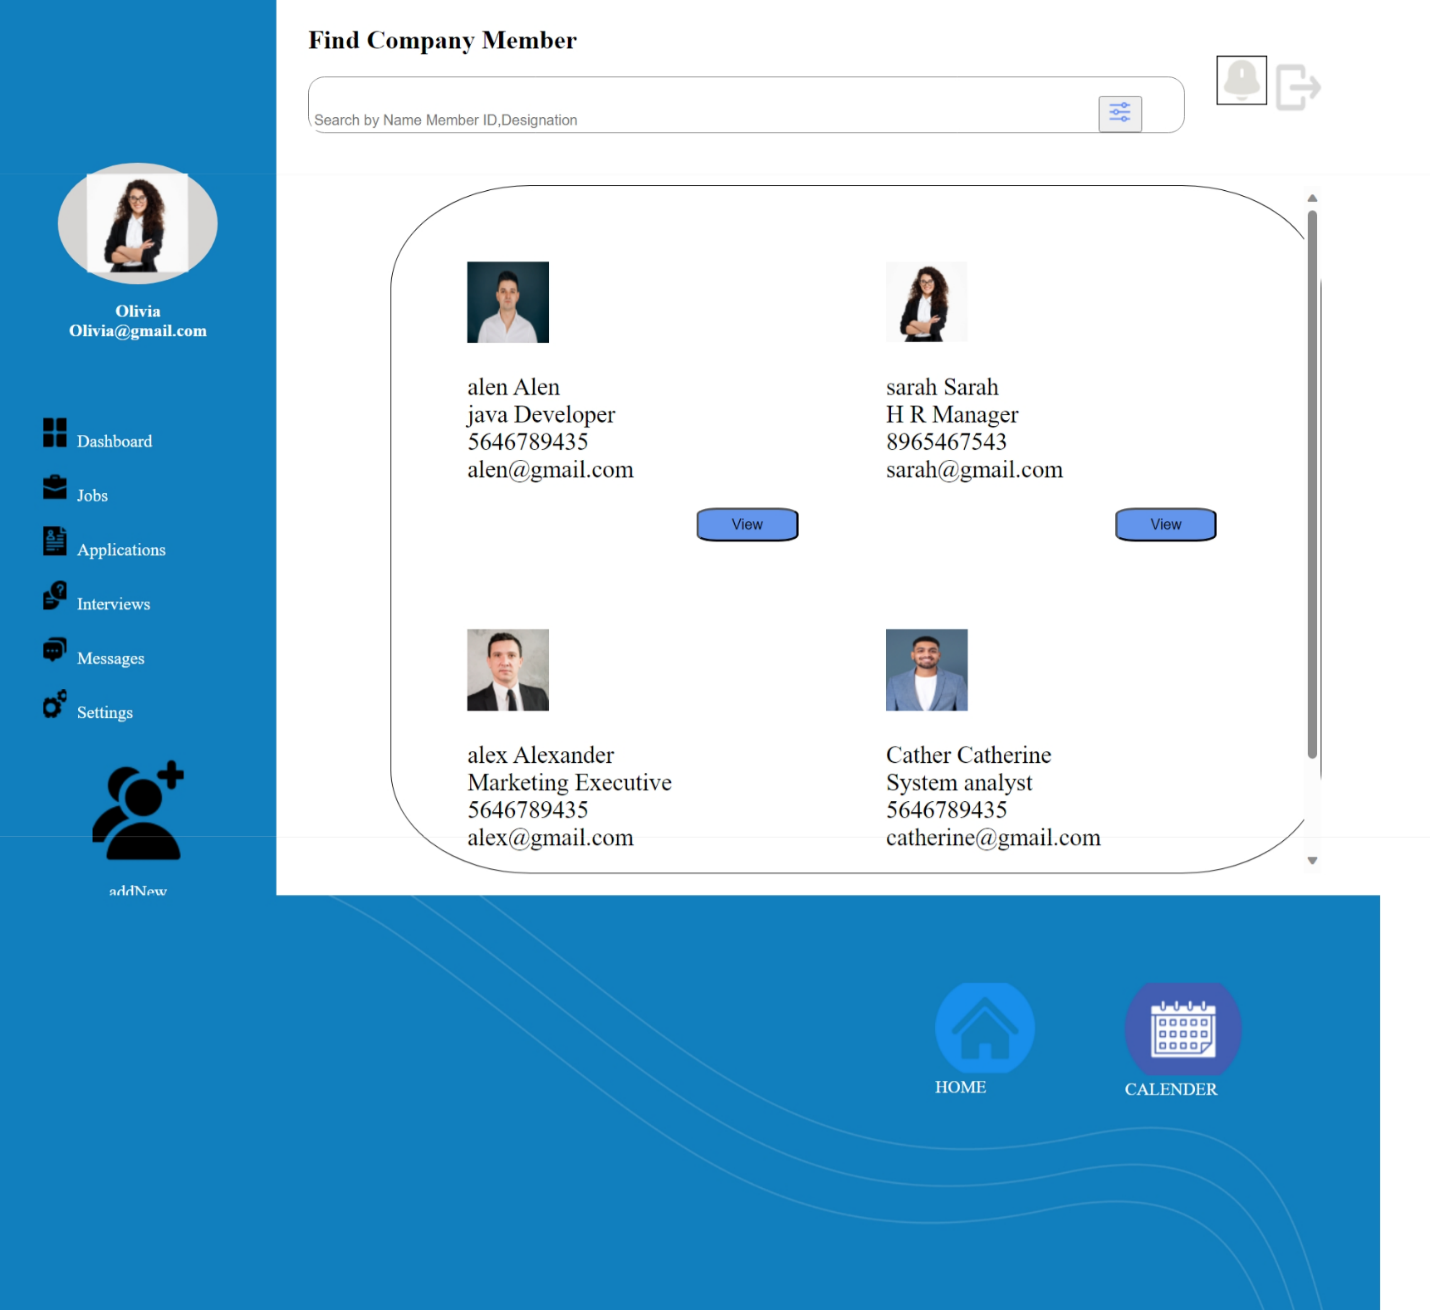 Find Company Member
Search by Name Member ID,Designation
Olivia
Olivia@gmail.com
Dashboard
Jobs
Applications
Interviews
Messages
Settings
addNew
alen Alen
java Developer
5646789435
alen@gmail.com
View
sarah Sarah
H R Manager
8965467543
sarah@gmail.com
View
alex Alexander
Marketing Executive
5646789435
alex@gmail.com
Cather Catherine
System analyst
5646789435
catherine@gmail.com
HOME
CALENDER